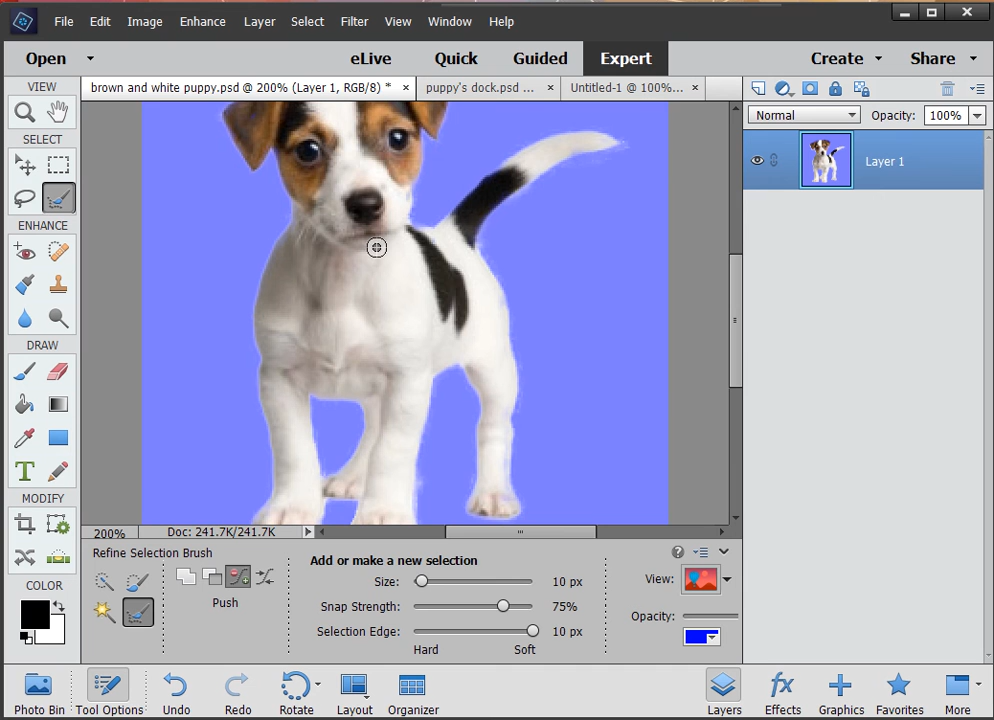 File Edit Image Enhance Layer Select Filter View Window Help
Open eLive Quick Guided Expert Create Share
VIEW
brown and white puppy.psd @ 200% (Layer 1, RGB/8) * × puppy's dock.psd ... × Untitled-1 @ 100%... ×
Normal Opacity: 100%
SELECT
Layer 1
ENHANCE
DRAW
T
MODIFY
200% Doc: 241.7K/241.7K
Refine Selection Brush
Add or make a new selection
Push
Size: 10 px
Snap Strength: 75%
Selection Edge: 10 px
Hard Soft
View:
Opacity:
COLOR
Photo Bin Tool Options Undo Redo Rotate Layout Organizer
fx
Layers Effects Graphics Favorites More